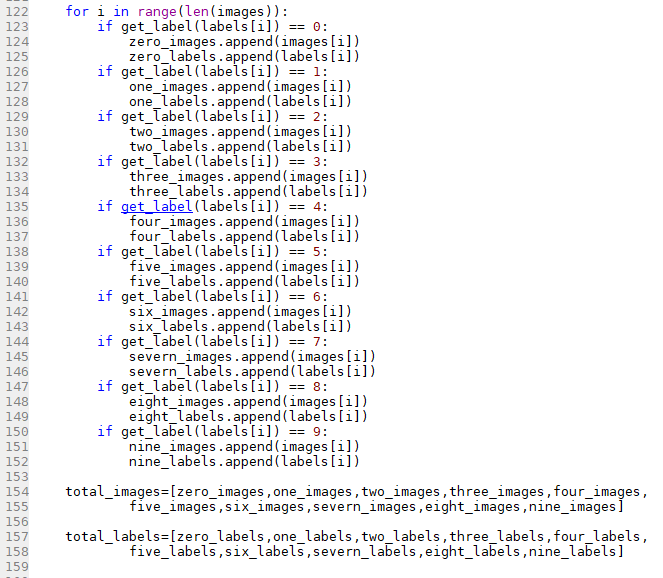 122    for i in range(len(images)):
123        if get_label(labels[i]) == 0:
124            zero_images.append(images[i])
125            zero_labels.append(labels[i])
126        if get_label(labels[i]) == 1:
127            one_images.append(images[i])
128            one_labels.append(labels[i])
129        if get_label(labels[i]) == 2:
130            two_images.append(images[i])
131            two_labels.append(labels[i])
132        if get_label(labels[i]) == 3:
133            three_images.append(images[i])
134            three_labels.append(labels[i])
135        if get_label(labels[i]) == 4:
136            four_images.append(images[i])
137            four_labels.append(labels[i])
138        if get_label(labels[i]) == 5:
139            five_images.append(images[i])
140            five_labels.append(labels[i])
141        if get_label(labels[i]) == 6:
142            six_images.append(images[i])
143            six_labels.append(labels[i])
144        if get_label(labels[i]) == 7:
145            severn_images.append(images[i])
146            severn_labels.append(labels[i])
147        if get_label(labels[i]) == 8:
148            eight_images.append(images[i])
149            eight_labels.append(labels[i])
150        if get_label(labels[i]) == 9:
151            nine_images.append(images[i])
152            nine_labels.append(labels[i])
153
154    total_images=[zero_images,one_images,two_images,three_images,four_images,
155            five_images,six_images,severn_images,eight_images,nine_images]
156
157    total_labels=[zero_labels,one_labels,two_labels,three_labels,four_labels,
158            five_labels,six_labels,severn_labels,eight_labels,nine_labels]
159